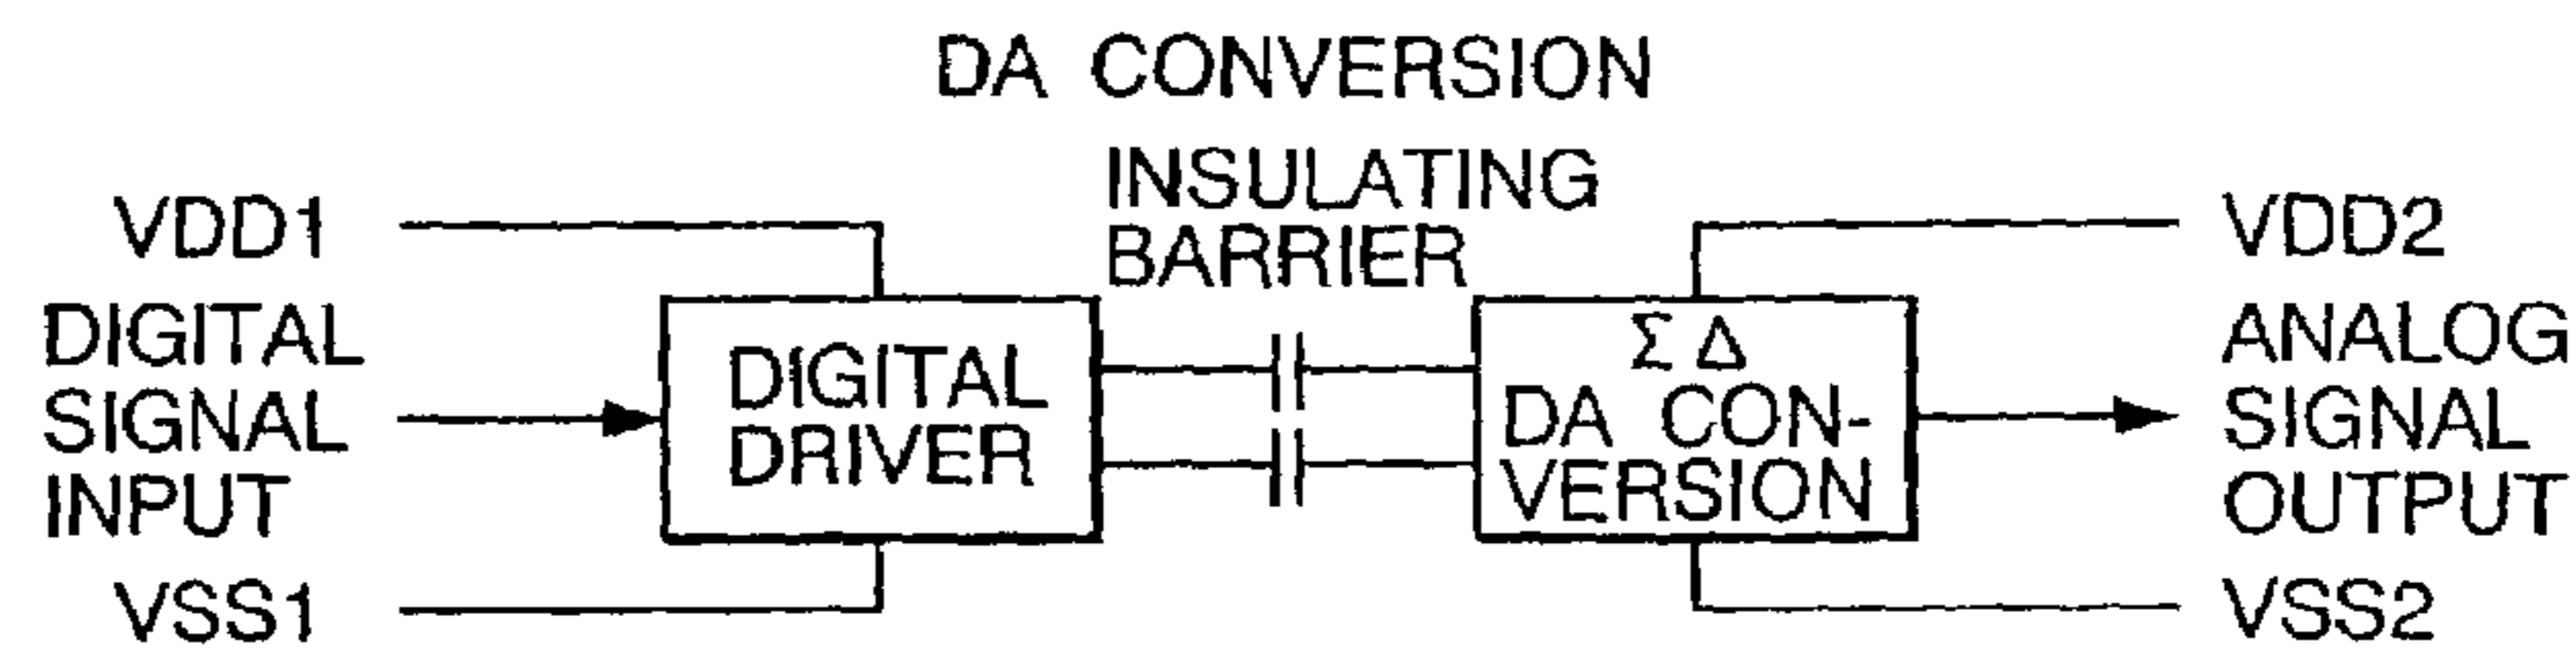 DA CONVERSION
INSULATING
BARRIER
VDD1
DIGITAL
SIGNAL
INPUT
VSS1
DIGITAL
DRIVER
ΣΔ
DA CON-
VERSION
VDD2
ANALOG
SIGNAL
OUTPUT
VSS2